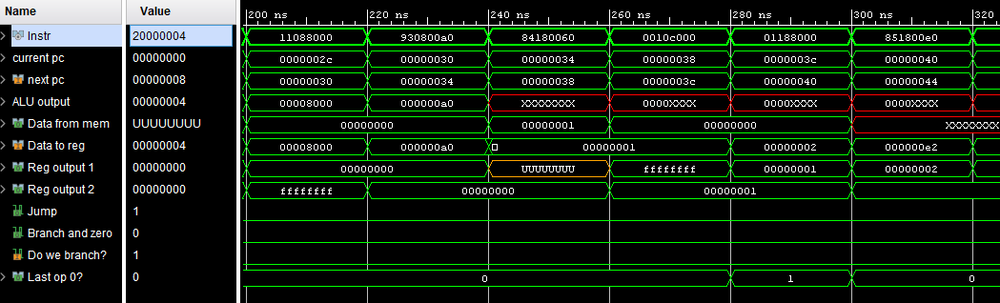 Name Value 200 ns 220 ns 240 ns 260 ns 280 ns 300 ns 320
Instr 20000004 11088000 930800a0 84180060 0010c000 01188000 851800e0
current pc 00000000 0000002c 00000030 00000034 00000038 0000003c 00000040
next pc 00000008 00000030 00000034 00000038 0000003c 00000040 00000044
ALU output 00000004 00008000 000000a0 XXXXXXXX 0000XXXX 0000XXXX 0000XXXX
Data from mem UUUUUUUU 00000000 00000001 00000000 XXXXXXXX
Data to reg 00000004 00008000 000000a0 00000001 00000002 000000e2
Reg output 1 00000000 00000000 UUUUUUUU ffffffff 00000001 00000002
Reg output 2 00000000 ffffffff 00000000 00000001
Jump 1
Branch and zero 0
Do we branch? 1
Last op 0? 0 0 1 0